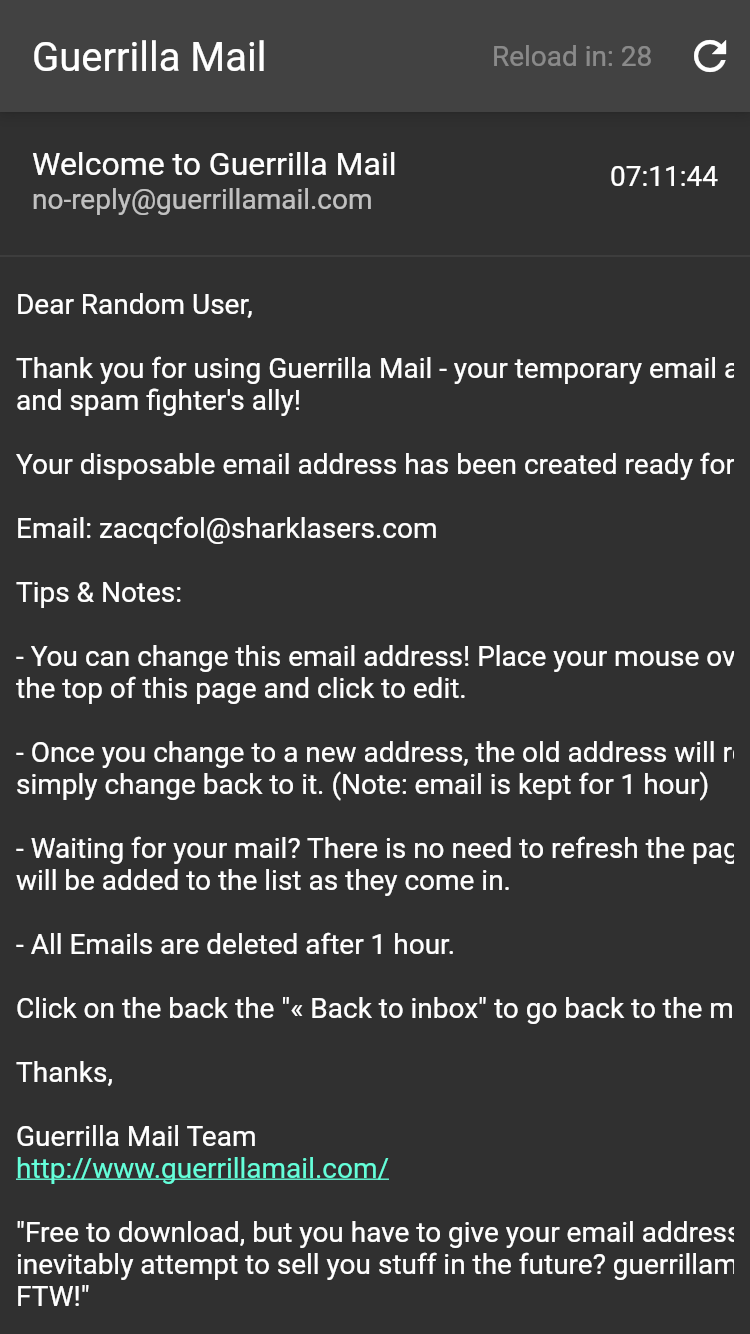 Guerrilla Mail
Reload in: 28
Welcome to Guerrilla Mail
07:11:44
no-reply@guerrillamail.com
Dear Random User,
Thank you for using Guerrilla Mail - your temporary email a
and spam fighter's ally!
Your disposable email address has been created ready for
Email: zacqcfol@sharklasers.com
Tips & Notes:
- You can change this email address! Place your mouse ov
the top of this page and click to edit.
- Once you change to a new address, the old address will r
simply change back to it. (Note: email is kept for 1 hour)
- Waiting for your mail? There is no need to refresh the pag
will be added to the list as they come in.
- All Emails are deleted after 1 hour.
Click on the back the "« Back to inbox" to go back to the m
Thanks,
Guerrilla Mail Team
http://www.guerrillamail.com/
"Free to download, but you have to give your email address
inevitably attempt to sell you stuff in the future? guerrillam
FTW!"